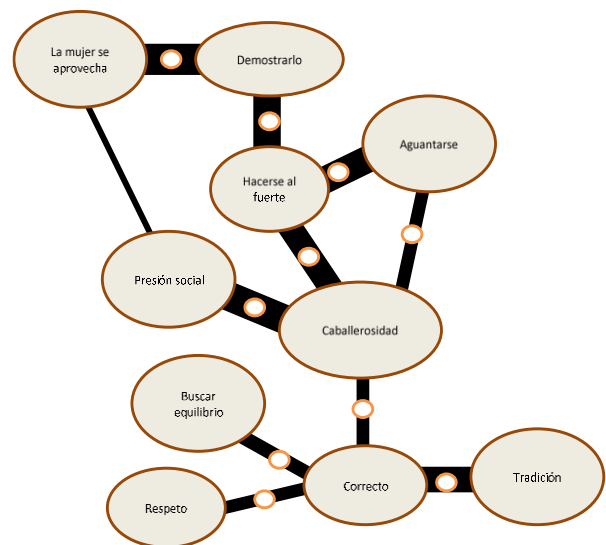 La mujer se
aprovecha
Demostrarlo
Aguantarse
Hacerse al
fuerte
Presión social
Caballerosidad
Buscar
equilibrio
Correcto
Tradición
Respeto